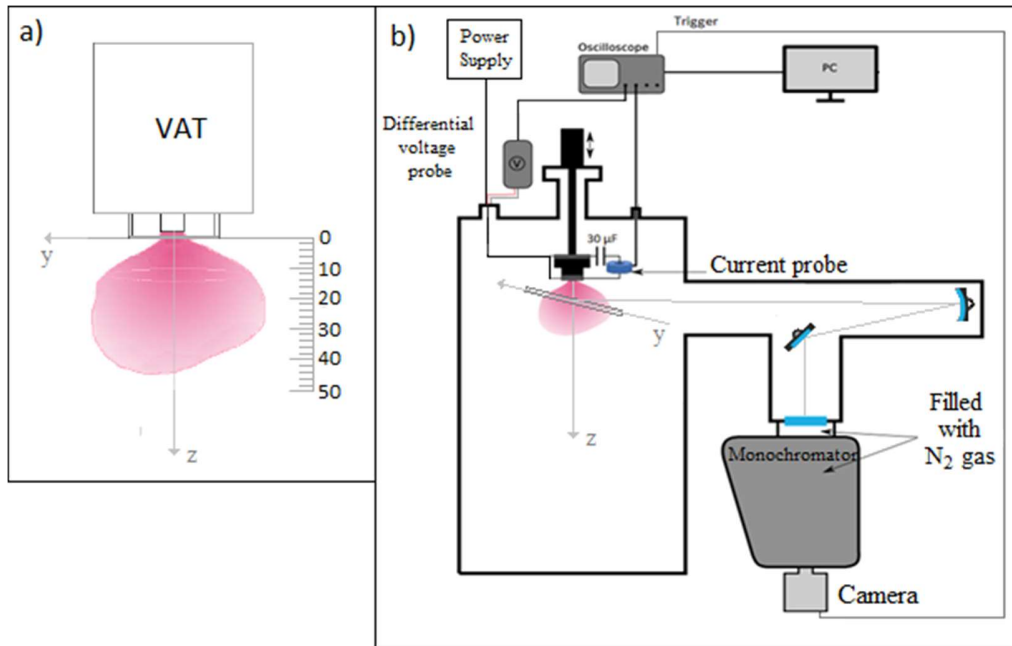 a)
VAT
y
0
10
20
30
40
50
z
b)
Power
Supply
Trigger
Oscilloscope
PC
Differential
voltage
probe
V
30 µF
Current probe
y
z
Filled
with
N₂ gas
Monochromator
Camera